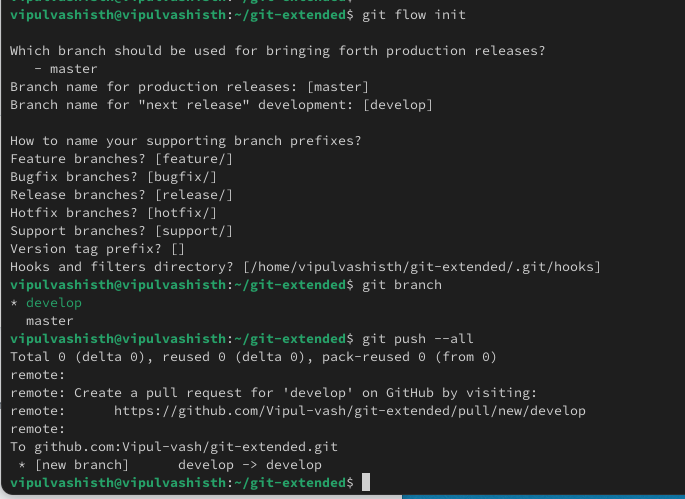 vipulvashisth@vipulvashisth:~/git-extended$ git flow init
Which branch should be used for bringing forth production releases?
   - master
Branch name for production releases: [master]
Branch name for "next release" development: [develop]
How to name your supporting branch prefixes?
Feature branches? [feature/]
Bugfix branches? [bugfix/]
Release branches? [release/]
Hotfix branches? [hotfix/]
Support branches? [support/]
Version tag prefix? []
Hooks and filters directory? [/home/vipulvashisth/git-extended/.git/hooks]
vipulvashisth@vipulvashisth:~/git-extended$ git branch
* develop
  master
vipulvashisth@vipulvashisth:~/git-extended$ git push --all
Total 0 (delta 0), reused 0 (delta 0), pack-reused 0 (from 0)
remote:
remote: Create a pull request for 'develop' on GitHub by visiting:
remote:      https://github.com/Vipul-vash/git-extended/pull/new/develop
remote:
To github.com:Vipul-vash/git-extended.git
 * [new branch]      develop -> develop
vipulvashisth@vipulvashisth:~/git-extended$